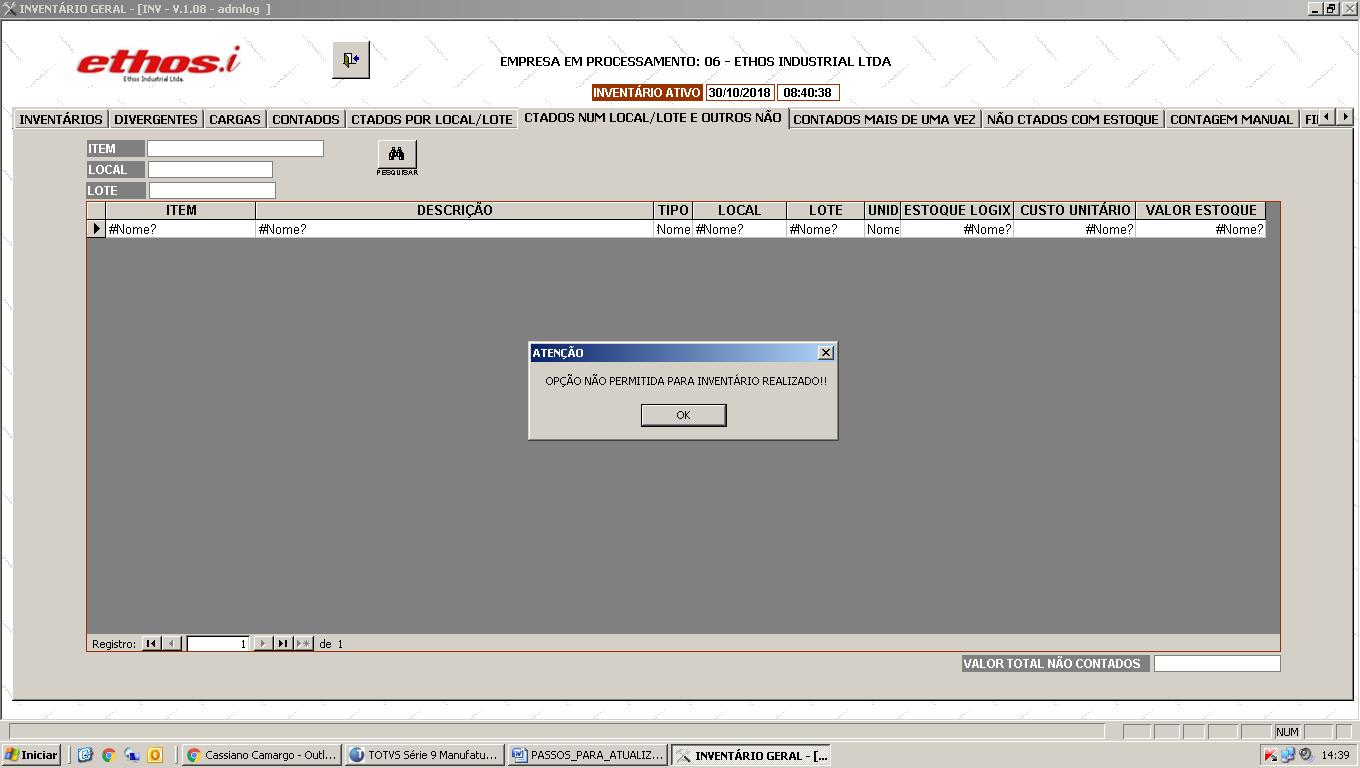 INVENTÁRIO GERAL - [INV - V.1.08 - admlog ]
ethos.i
Ethos Industrial Ltda.
EMPRESA EM PROCESSAMENTO: 06 - ETHOS INDUSTRIAL LTDA
INVENTÁRIO ATIVO 30/10/2018 08:40:38
INVENTÁRIOS DIVERGENTES CARGAS CONTADOS CTADOS POR LOCAL/LOTE CTADOS NUM LOCAL/LOTE E OUTROS NÃO CONTADOS MAIS DE UMA VEZ NÃO CTADOS COM ESTOQUE CONTAGEM MANUAL FI
ITEM
PESQUISAR
LOCAL
LOTE
ITEM DESCRIÇÃO TIPO LOCAL LOTE UNID ESTOQUE LOGIX CUSTO UNITÁRIO VALOR ESTOQUE
#Nome? #Nome? Nome #Nome? #Nome? Nome #Nome? #Nome? #Nome?
ATENÇÃO
OPÇÃO NÃO PERMITIDA PARA INVENTÁRIO REALIZADO!!
OK
Registro: 1 de 1
VALOR TOTAL NÃO CONTADOS
NUM
Iniciar Cassiano Camargo - Outl... TOTVS Série 9 Manufatu... PASSOS_PARA_ATUALIZ... INVENTÁRIO GERAL - [... 14:39